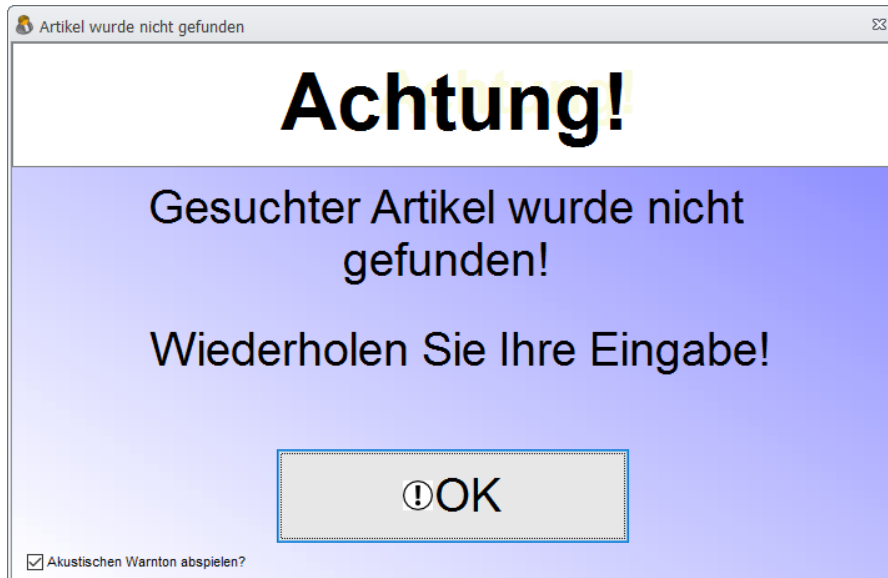 Artikel wurde nicht gefunden
Achtung!
Gesuchter Artikel wurde nicht
gefunden!
Wiederholen Sie Ihre Eingabe!
OK
Akustischen Warnton abspielen?